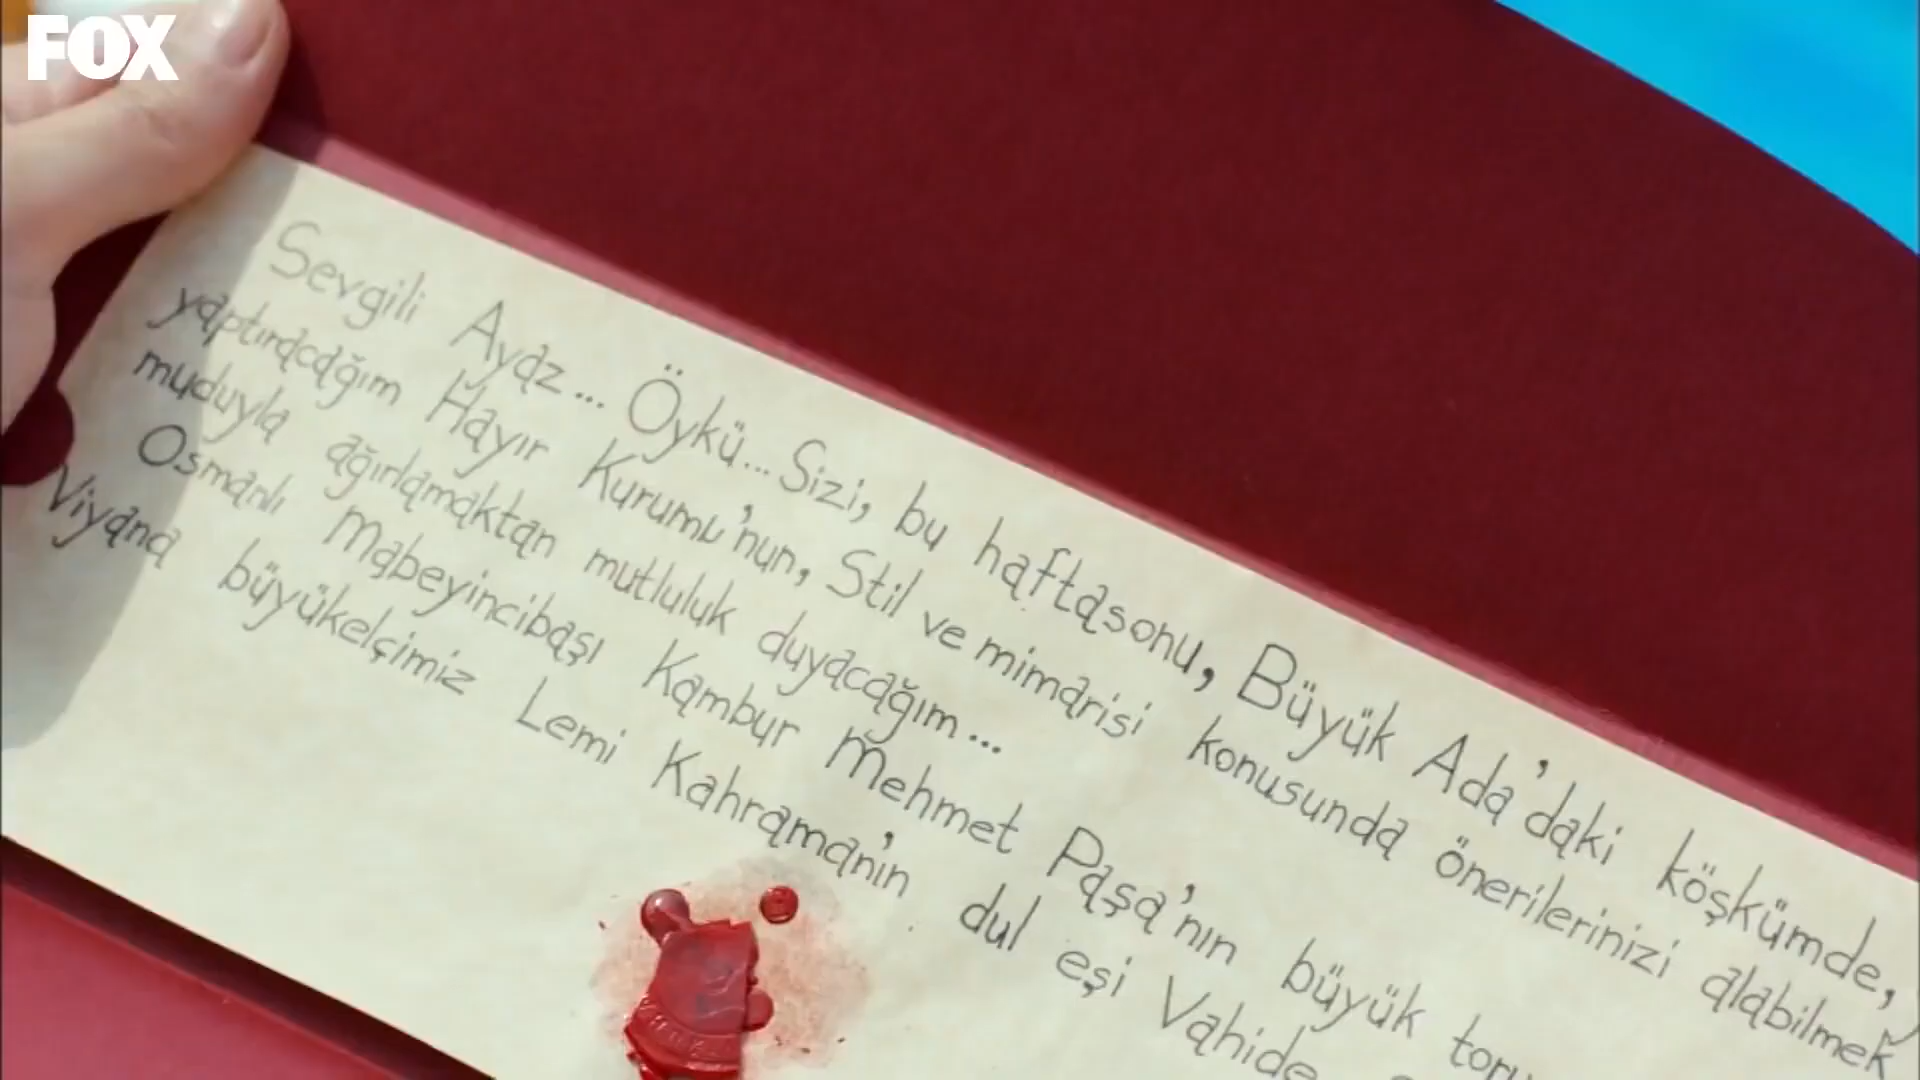 FOX
Sevgili Ayaz... Öykü... Sizi, bu haftasonu, Büyük Ada'daki köşkümde,
yaptıracağım Hayır Kurumu'nun, Stil ve mimarisi konusunda önerilerinizi alabilmek
muduyla ağırlamaktan mutluluk duyacağım...
Osmanlı Mabeyincibaşı Kambur Mehmet Paşa'nın büyük
Viyana büyükelçimiz Lemi Kahraman'ın dul eşi Vahide